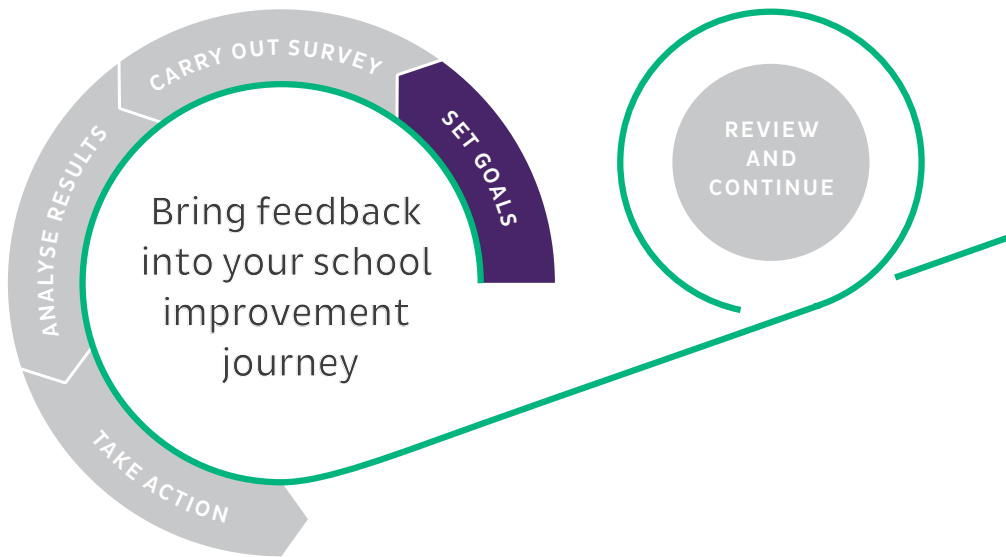 SET GOALS
CARRY OUT SURVEY
ANALYSE RESULTS
TAKE ACTION
Bring feedback
into your school
improvement
journey
REVIEW
AND
CONTINUE